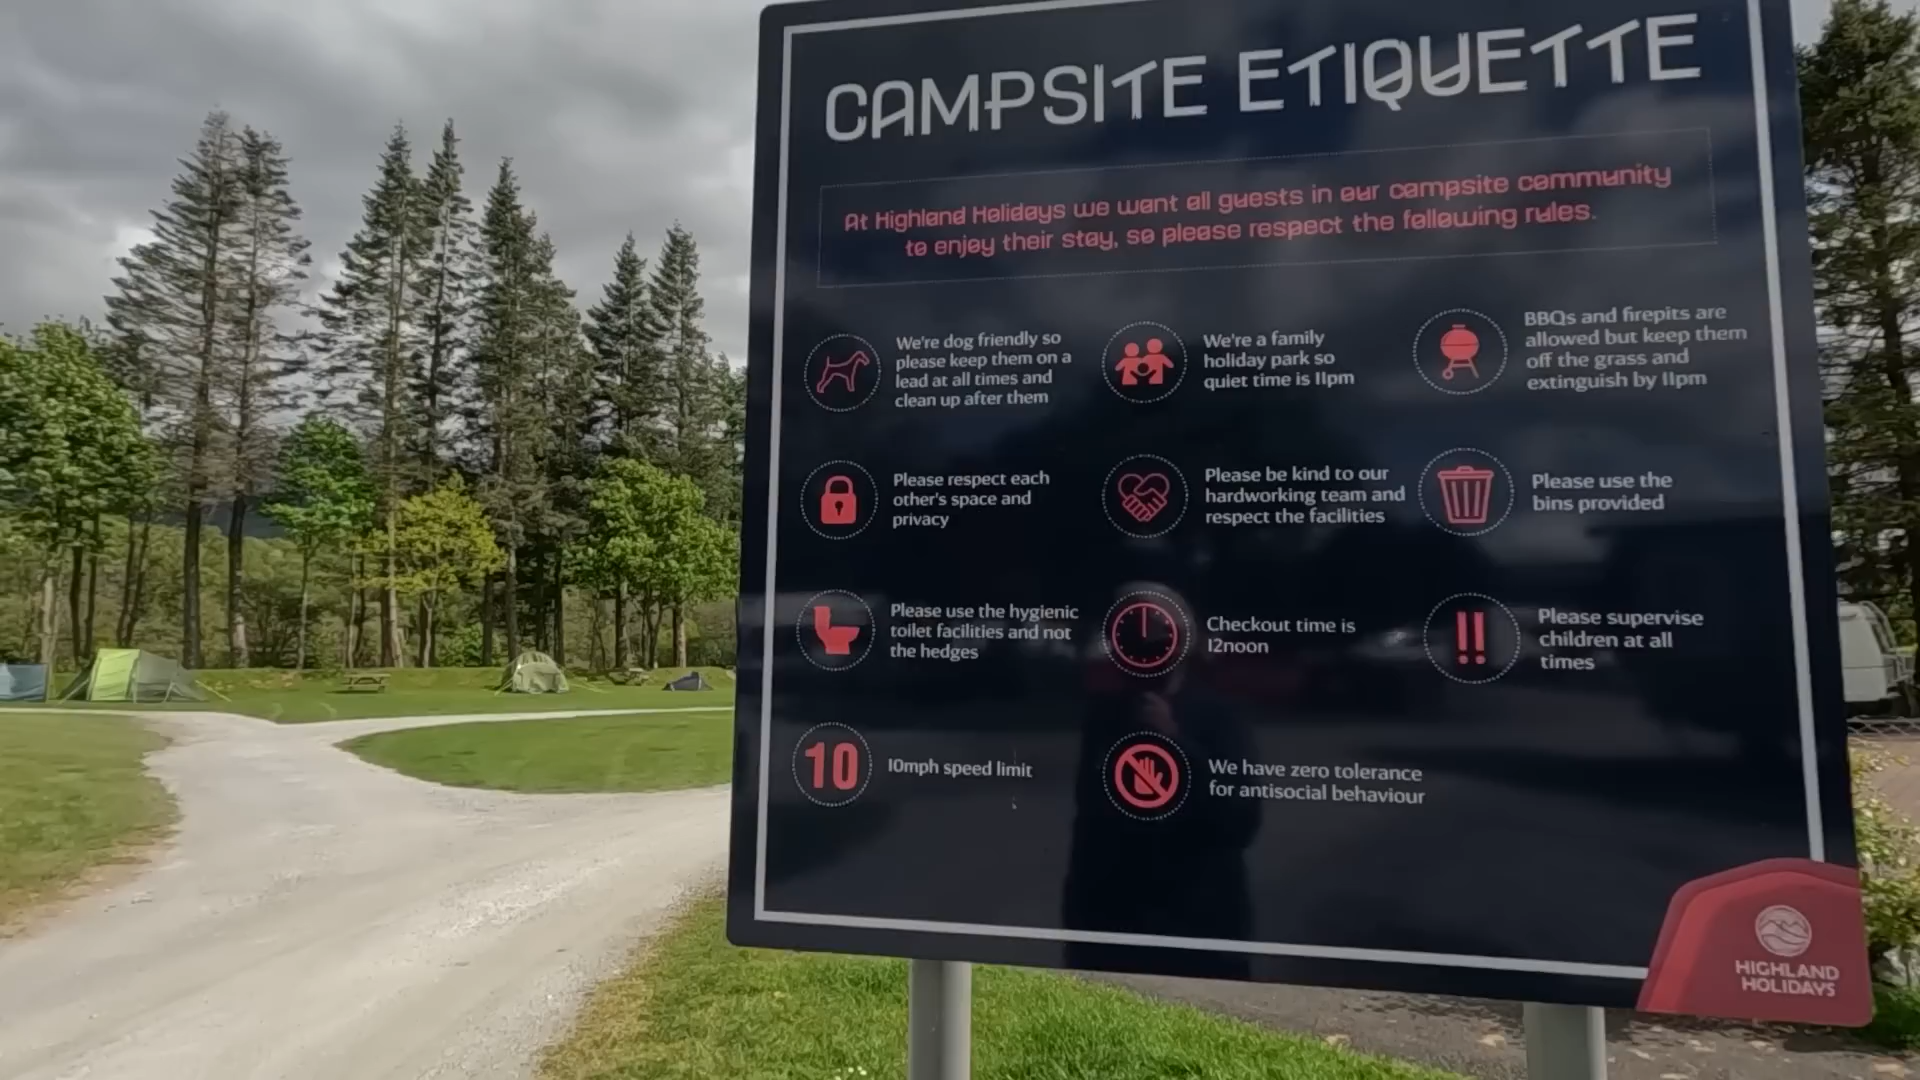 CAMPSITE ETIQUETTE
At Highland Holidays we want all guests in our campsite community
to enjoy their stay, so please respect the following rules.
We're dog friendly so
please keep them on a
lead at all times and
clean up after them
We're a family
holiday park so
quiet time is 11pm
BBQs and firepits are
allowed but keep them
off the grass and
extinguish by 11pm
Please respect each
other's space and
privacy
Please be kind to our
hardworking team and
respect the facilities
Please use the
bins provided
Please use the hygienic
toilet facilities and not
the hedges
Checkout time is
12noon
!!
Please supervise
children at all
times
10
10mph speed limit
We have zero tolerance
for antisocial behaviour
HIGHLAND
HOLIDAYS